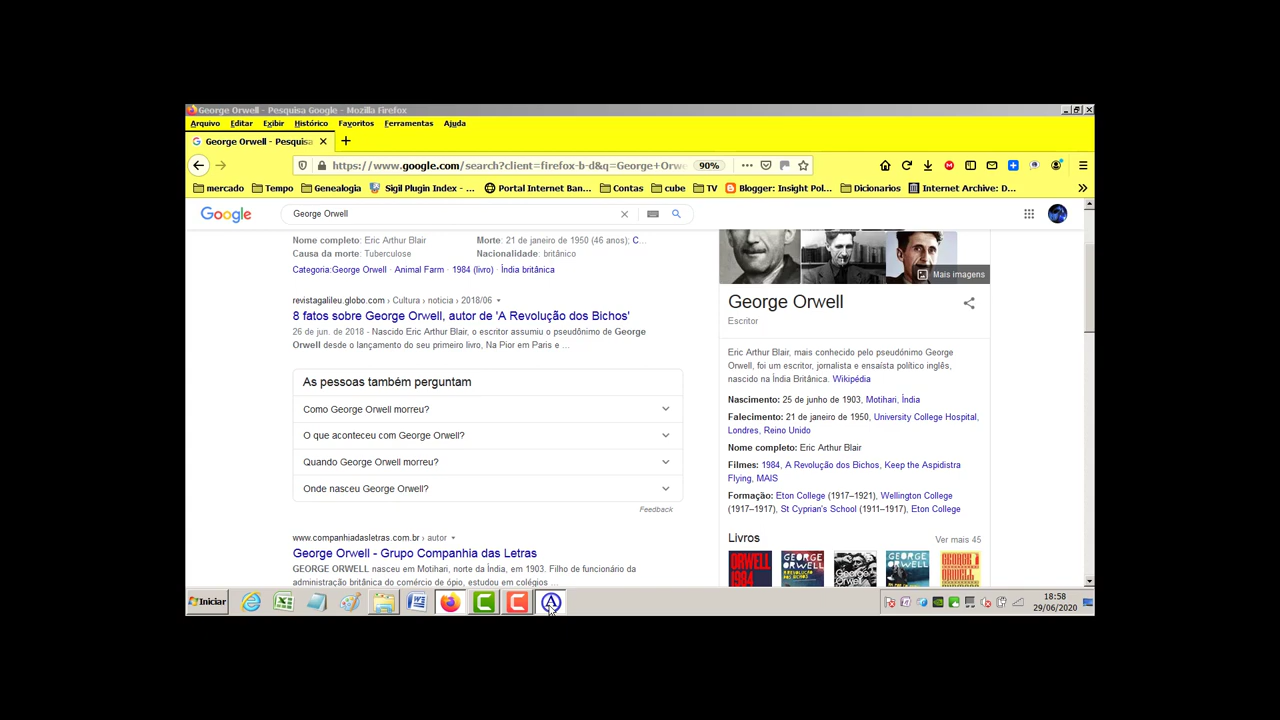 George Orwell - Pesquisa Google - Mozilla Firefox
Arquivo Editar Exibir Histórico Favoritos Ferramentas Ajuda
George Orwell - Pesquisa
https://www.google.com/search?client=firefox-b-d&q=George+Orwe 90%
mercado Tempo Genealogia Sigil Plugin Index - ... Portal Internet Ban... Contas cube TV Blogger: Insight Pol... Dicionarios Internet Archive: D...
Google George Orwell
Nome completo: Eric Arthur Blair Morte: 21 de janeiro de 1950 (46 anos); C...
Causa da morte: Tuberculose Nacionalidade: britânico
Categoria:George Orwell · Animal Farm · 1984 (livro) · Índia britânica
revistagalileu.globo.com › Cultura › noticia › 2018/06
8 fatos sobre George Orwell, autor de 'A Revolução dos Bichos'
26 de jun. de 2018 - Nascido Eric Arthur Blair, o escritor assumiu o pseudônimo de George
Orwell desde o lançamento do seu primeiro livro, Na Pior em Paris e ...
As pessoas também perguntam
Como George Orwell morreu?
O que aconteceu com George Orwell?
Quando George Orwell morreu?
Onde nasceu George Orwell?
Feedback
www.companhiadasletras.com.br › autor
George Orwell - Grupo Companhia das Letras
GEORGE ORWELL nasceu em Motihari, norte da Índia, em 1903. Filho de funcionário da
administração britânica do comércio de ópio, estudou em colégios ...
Mais imagens
George Orwell
Escritor
Eric Arthur Blair, mais conhecido pelo pseudónimo George
Orwell, foi um escritor, jornalista e ensaísta político inglês,
nascido na Índia Britânica. Wikipédia
Nascimento: 25 de junho de 1903, Motihari, Índia
Falecimento: 21 de janeiro de 1950, University College Hospital,
Londres, Reino Unido
Nome completo: Eric Arthur Blair
Filmes: 1984, A Revolução dos Bichos, Keep the Aspidistra
Flying, MAIS
Formação: Eton College (1917–1921), Wellington College
(1917–1917), St Cyprian's School (1911–1917), Eton College
Livros Ver mais 45
ORWELL
1984
GEORGE
ORWELL
Iniciar
18:58
29/06/2020